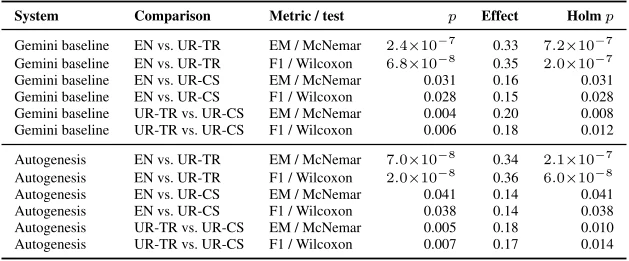 System Comparison Metric / test p Effect Holm p
Gemini baseline EN vs. UR-TR EM / McNemar 2.4×10⁻⁷ 0.33 7.2×10⁻⁷
Gemini baseline EN vs. UR-TR F1 / Wilcoxon 6.8×10⁻⁸ 0.35 2.0×10⁻⁷
Gemini baseline EN vs. UR-CS EM / McNemar 0.031 0.16 0.031
Gemini baseline EN vs. UR-CS F1 / Wilcoxon 0.028 0.15 0.028
Gemini baseline UR-TR vs. UR-CS EM / McNemar 0.004 0.20 0.008
Gemini baseline UR-TR vs. UR-CS F1 / Wilcoxon 0.006 0.18 0.012
Autogenesis EN vs. UR-TR EM / McNemar 7.0×10⁻⁸ 0.34 2.1×10⁻⁷
Autogenesis EN vs. UR-TR F1 / Wilcoxon 2.0×10⁻⁸ 0.36 6.0×10⁻⁸
Autogenesis EN vs. UR-CS EM / McNemar 0.041 0.14 0.041
Autogenesis EN vs. UR-CS F1 / Wilcoxon 0.038 0.14 0.038
Autogenesis UR-TR vs. UR-CS EM / McNemar 0.005 0.18 0.010
Autogenesis UR-TR vs. UR-CS F1 / Wilcoxon 0.007 0.17 0.014